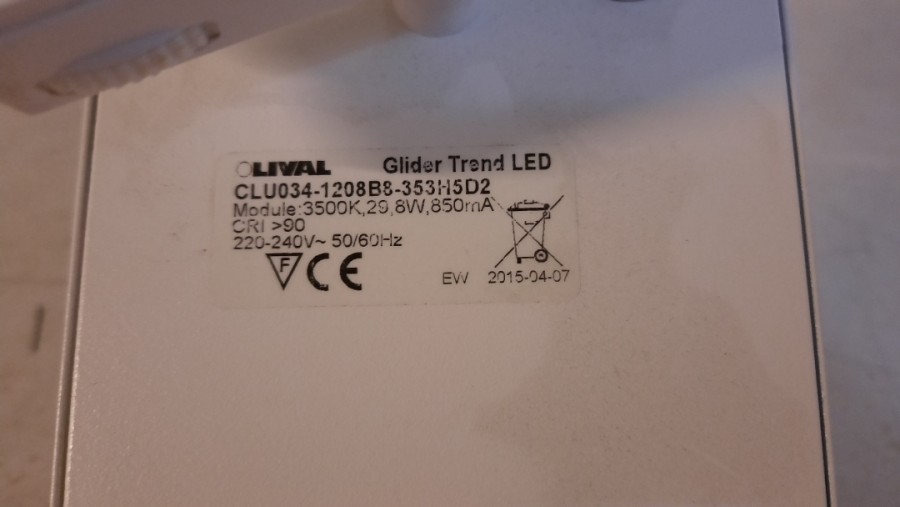 LIVAL Glider Trend LED
CLU034-1208B8-353H5D2
Module:3500K,29,8W,850mA
CRI >90
220-240V~ 50/60Hz
F CE EW 2015-04-07